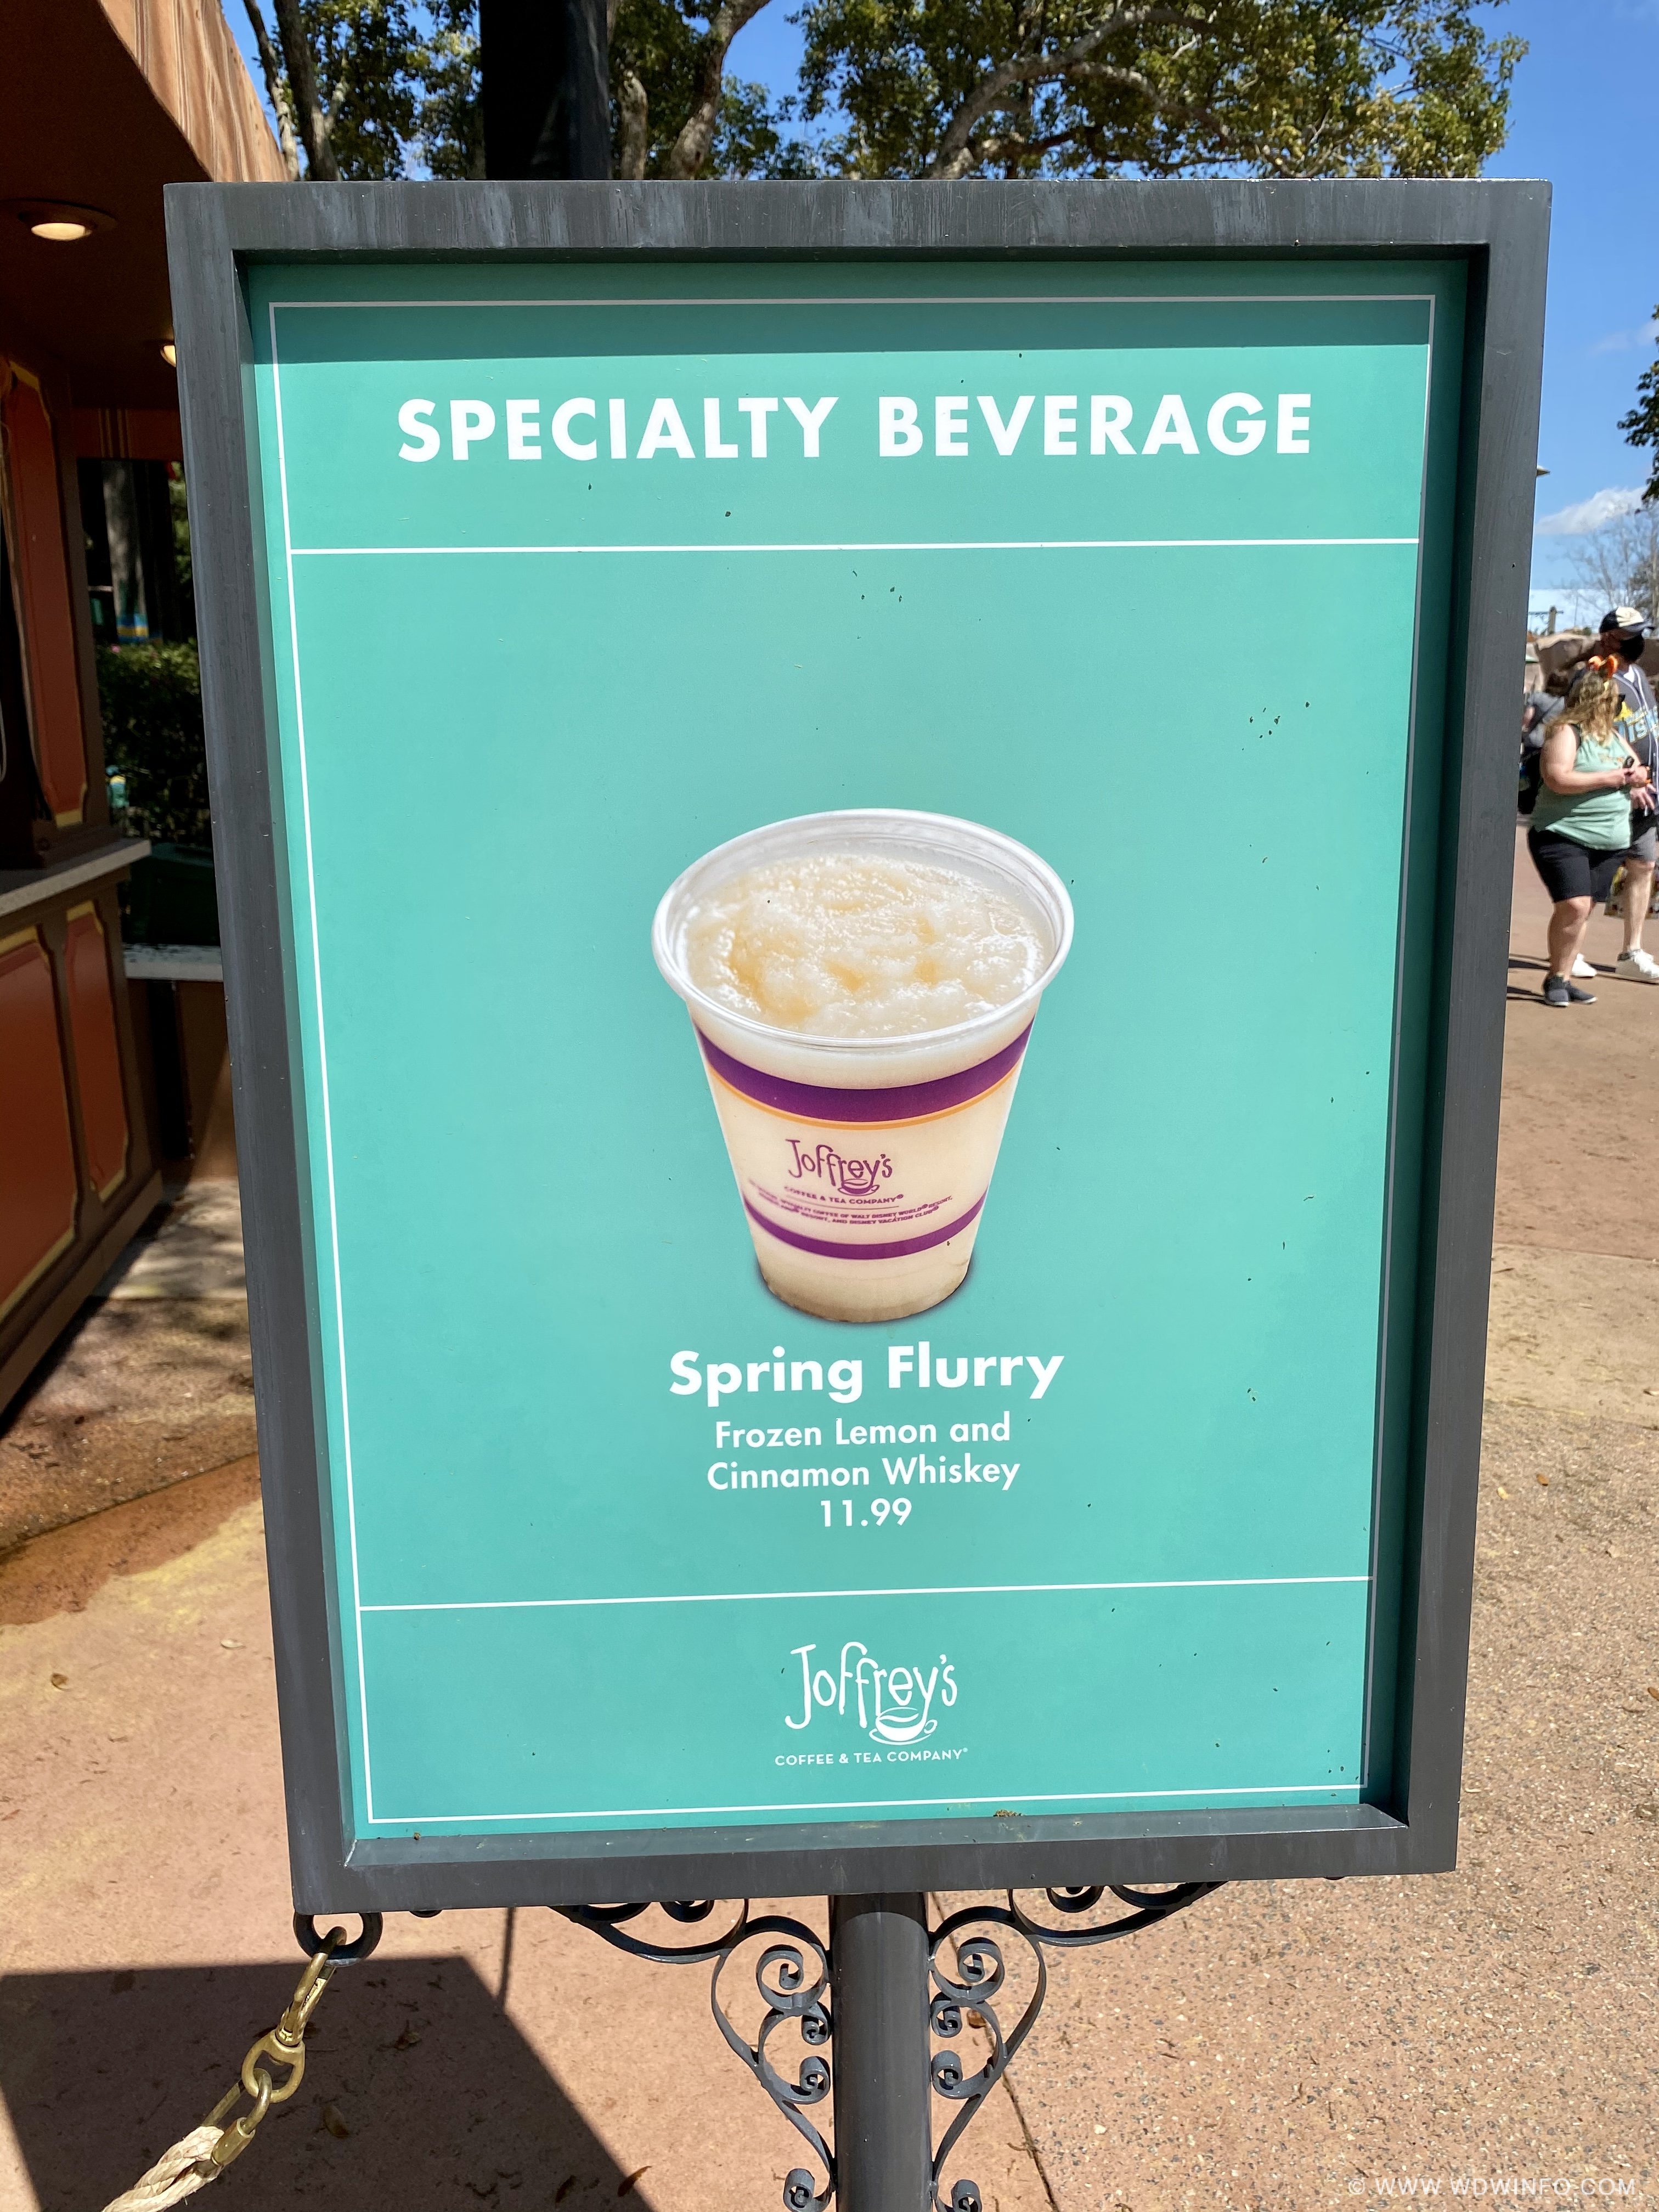 SPECIALTY BEVERAGE
Joffrey's
COFFEE & TEA COMPANY®
Spring Flurry
Frozen Lemon and
Cinnamon Whiskey
11.99
Joffrey's
COFFEE & TEA COMPANY®
© WWW.WDWINFO.COM